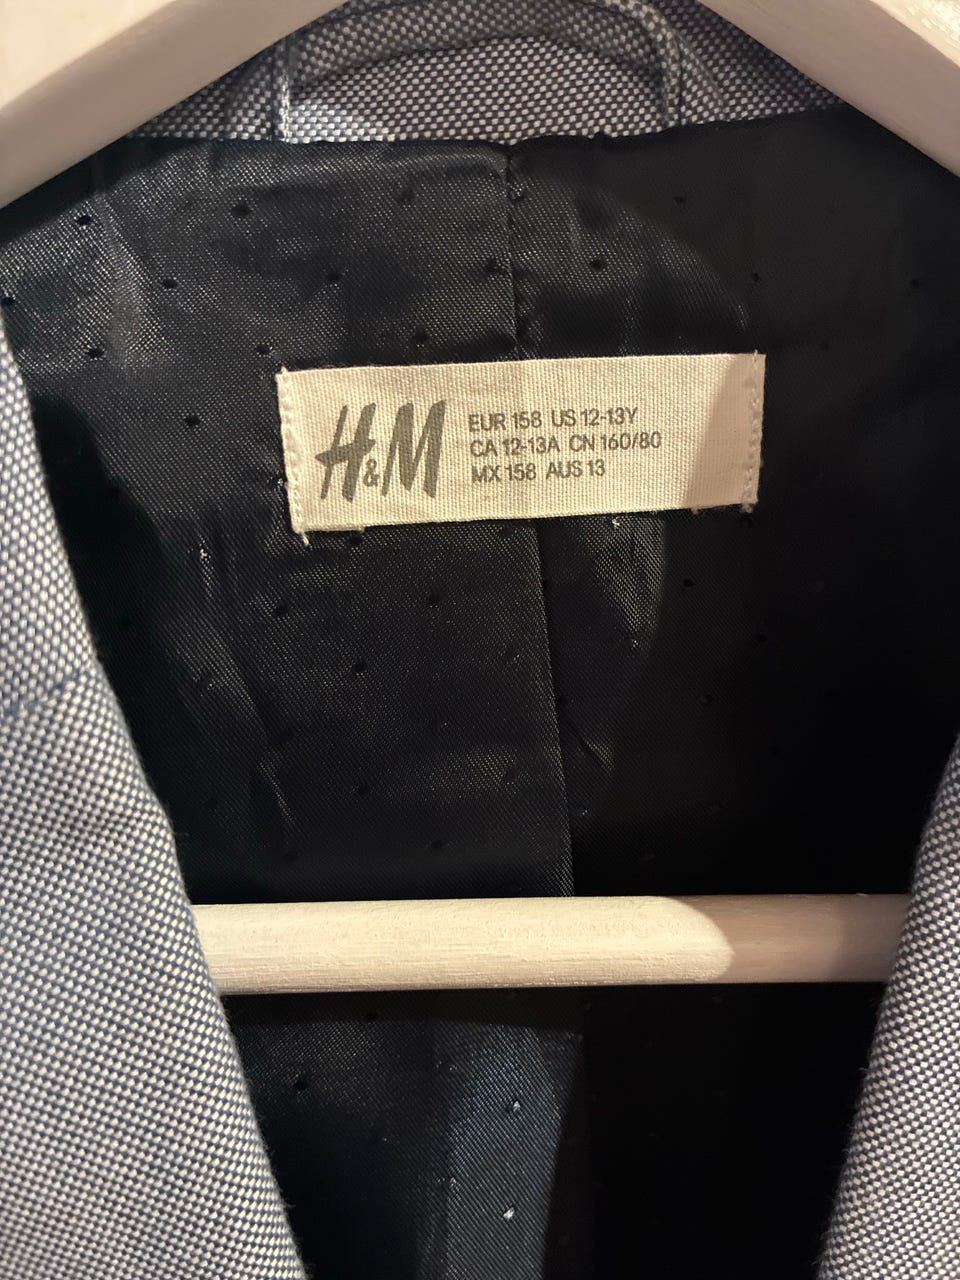 H&M
EUR 158 US 12-13Y
CA 12-13A CN 160/80
MX 158 AUS 13